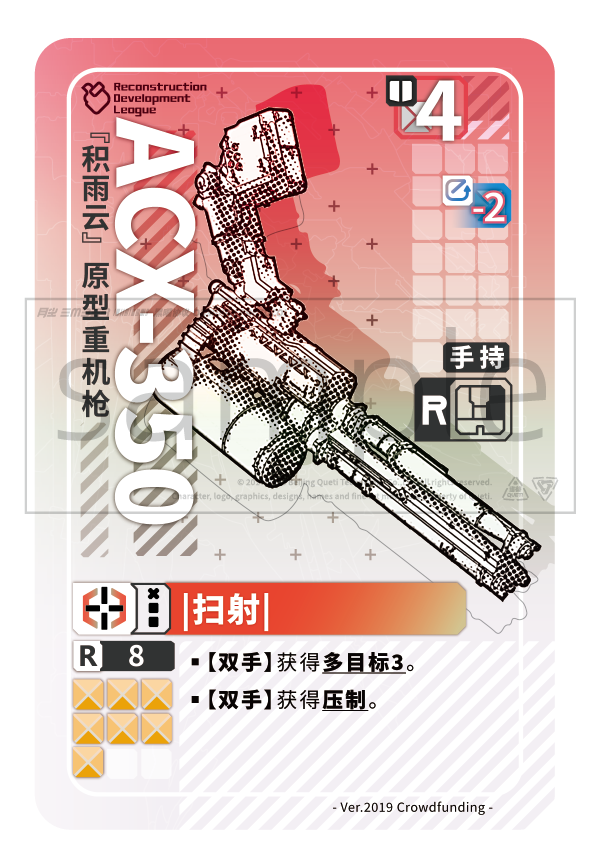 Reconstruction
Development
League
4
-2
ACX-350
『积雨云』原型重机枪
手持
R
sample
|扫射|
R 8
▪【双手】获得多目标3。
▪【双手】获得压制。
- Ver.2019 Crowdfunding -